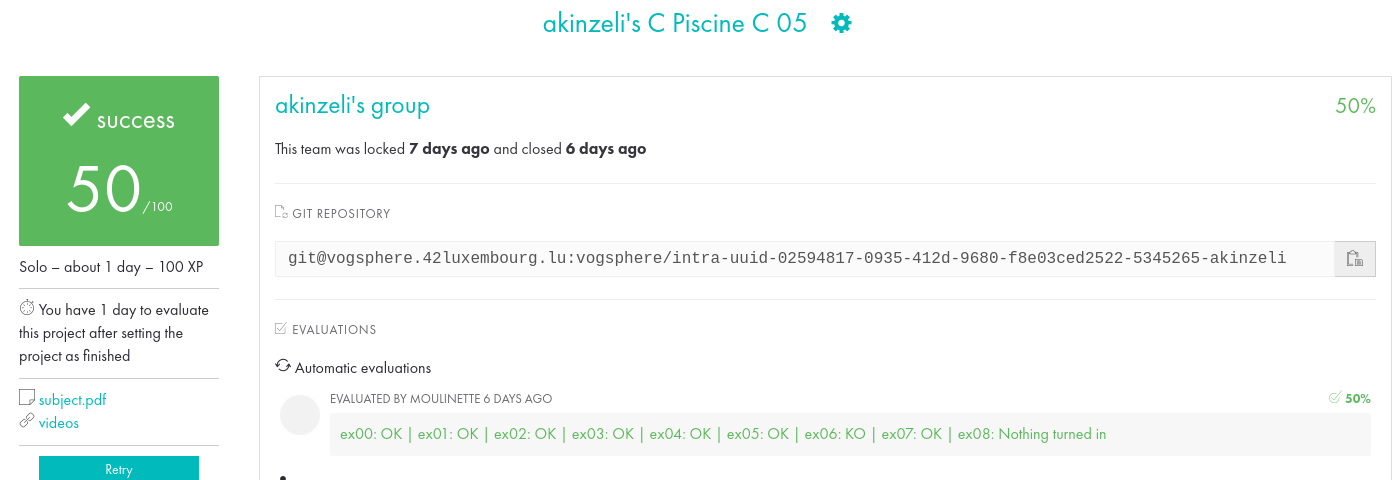 akinzeli's C Piscine C 05
success
50 /100
Solo – about 1 day – 100 XP
You have 1 day to evaluate
this project after setting the
project as finished
subject.pdf
videos
Retry
akinzeli's group
50%
This team was locked 7 days ago and closed 6 days ago
GIT REPOSITORY
git@vogsphere.42luxembourg.lu:vogsphere/intra-uuid-02594817-0935-412d-9680-f8e03ced2522-5345265-akinzeli
EVALUATIONS
Automatic evaluations
EVALUATED BY MOULINETTE 6 DAYS AGO
50%
ex00: OK | ex01: OK | ex02: OK | ex03: OK | ex04: OK | ex05: OK | ex06: KO | ex07: OK | ex08: Nothing turned in